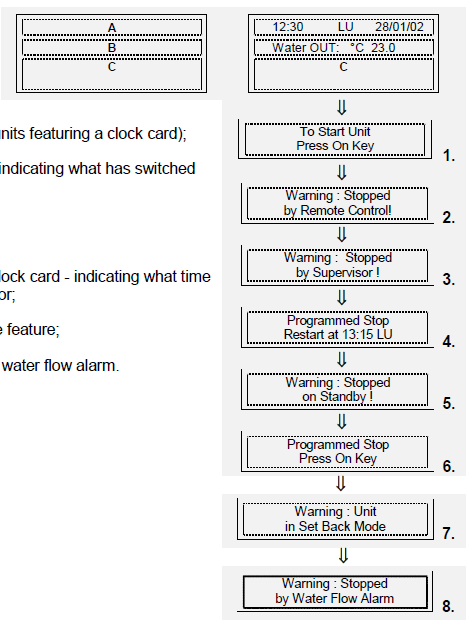 A
B
C
12:30 LU 28/01/02
Water OUT: °C 23.0
C
⇓
nits featuring a clock card);
indicating what has switched
lock card - indicating what time
or;
e feature;
water flow alarm.
To Start Unit
Press On Key
1.
⇓
Warning : Stopped
by Remote Control!
2.
⇓
Warning : Stopped
by Supervisor !
3.
⇓
Programmed Stop
Restart at 13:15 LU
4.
⇓
Warning : Stopped
on Standby !
5.
⇓
Programmed Stop
Press On Key
6.
⇓
Warning : Unit
in Set Back Mode
7.
⇓
Warning : Stopped
by Water Flow Alarm
8.